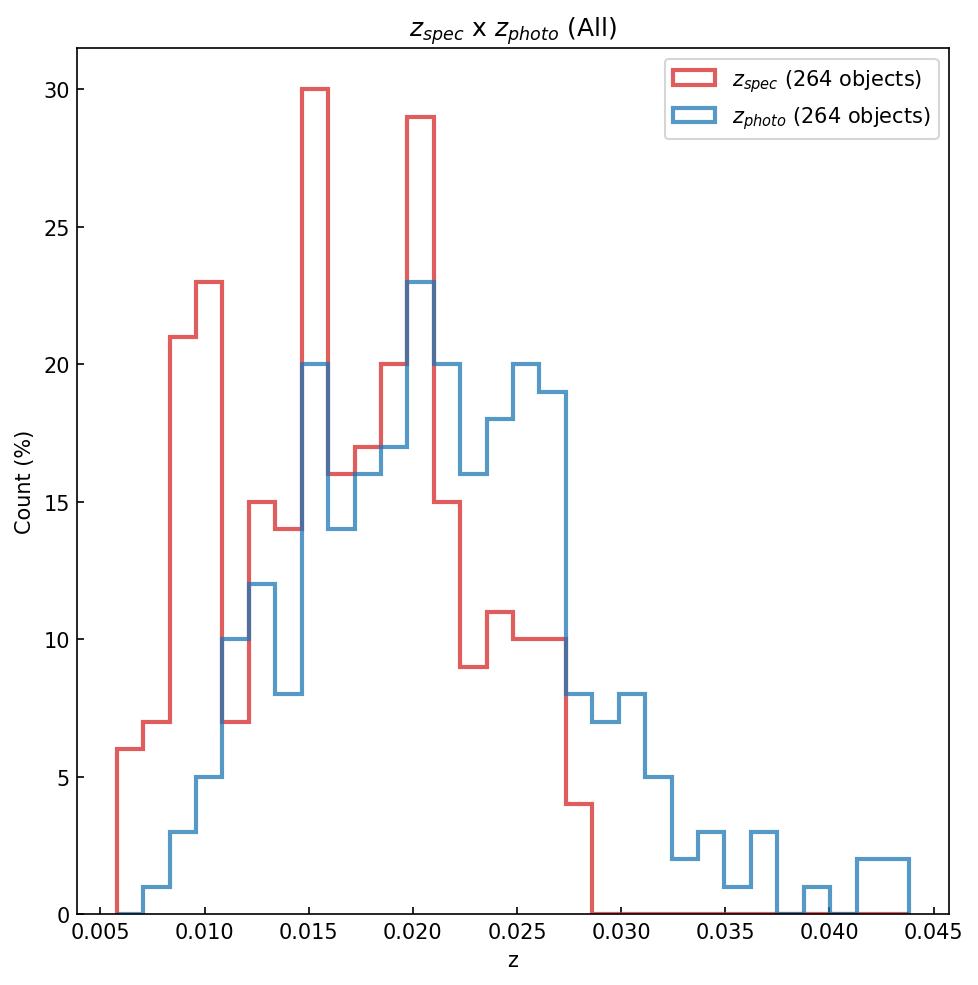 z_spec x z_photo (All)
z_spec (264 objects)
z_photo (264 objects)
Count (%)
30
25
20
15
10
5
0
0.005 0.010 0.015 0.020 0.025 0.030 0.035 0.040 0.045
z